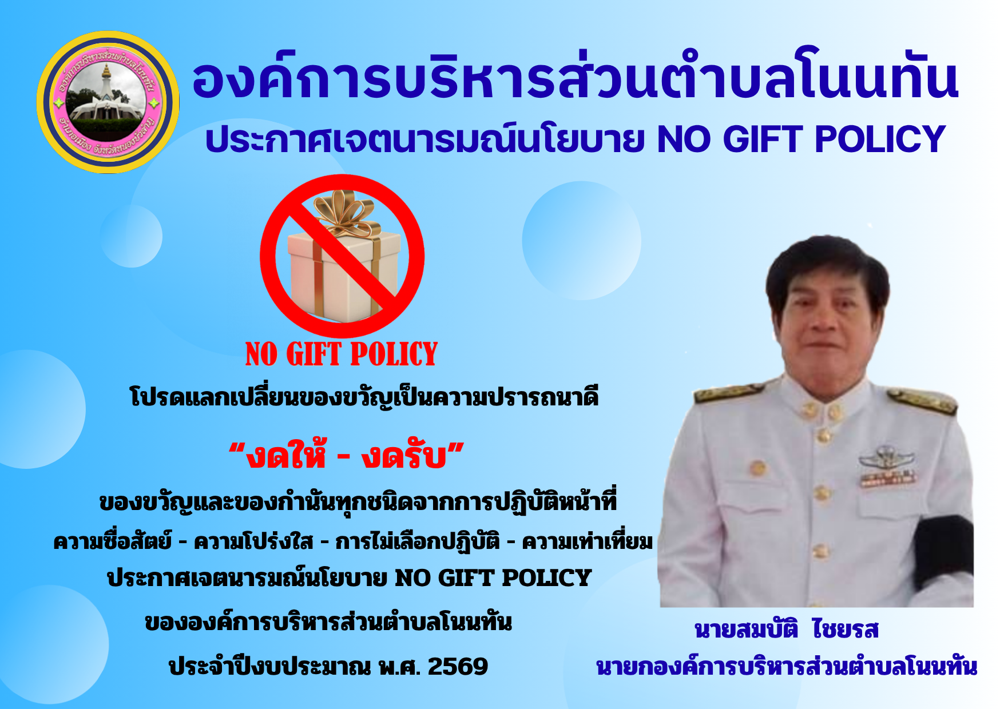 องค์การบริหารส่วนตำบลโนนทัน
อำเภอเมือง จังหวัดหนองบัวลำภู
องค์การบริหารส่วนตำบลโนนทัน
ประกาศเจตนารมณ์นโยบาย NO GIFT POLICY
NO GIFT POLICY
โปรดแลกเปลี่ยนของขวัญเป็นความปรารถนาดี
“งดให้ - งดรับ”
ของขวัญและของกำนันทุกชนิดจากการปฏิบัติหน้าที่
ความซื่อสัตย์ - ความโปร่งใส - การไม่เลือกปฏิบัติ - ความเท่าเที่ยม
ประกาศเจตนารมณ์นโยบาย NO GIFT POLICY
ขององค์การบริหารส่วนตำบลโนนทัน
ประจำปีงบประมาณ พ.ศ. 2569
นายสมบัติ ไชยรส
นายกองค์การบริหารส่วนตำบลโนนทัน